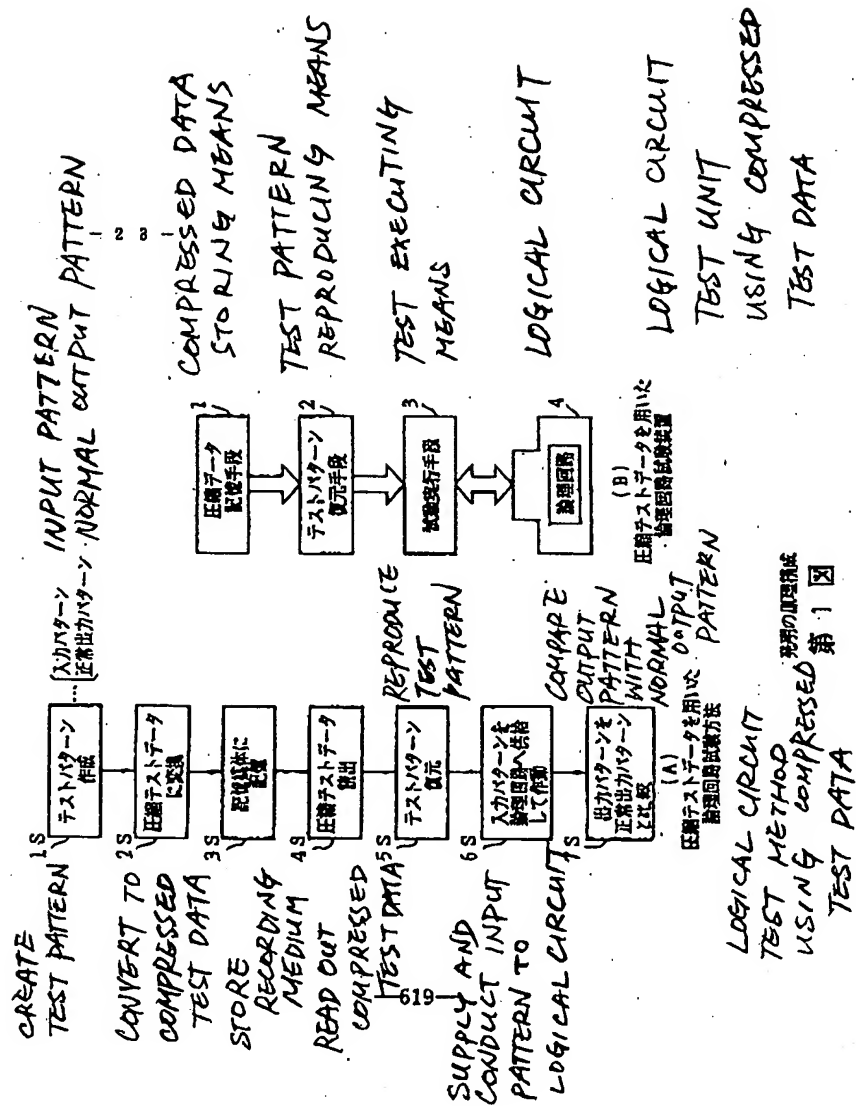 CREATE
TEST PATTERN
CONVERT TO
COMPRESSED
TEST DATA
STORE
RECORDING
MEDIUM
READ OUT
COMPRESSED
TEST DATA
SUPPLY AND
CONDUCT INPUT
PATTERN TO
LOGICAL CIRCUIT
1S
テストパターン
作成
2S
圧縮テストデータ
に変換
3S
記憶媒体に
記憶
4S
圧縮テストデータ
読出
5S
テストパターン
復元
6S
入力パターンを
論理回路へ供給
して作動
7S
出力パターンを
正常出力パターン
と比較
(A)
圧縮テストデータを用いた
論理回路試験方法
LOGICAL CIRCUIT
TEST METHOD
USING COMPRESSED
TEST DATA
入力パターン
正常出力パターン
INPUT PATTERN
NORMAL OUTPUT PATTERN
REPRODUCE
TEST
PATTERN
COMPARE
OUTPUT
PATTERN
WITH
NORMAL
OUTPUT
PATTERN
圧縮データ
記憶手段
1
テストパターン
復元手段
2
試験実行手段
3
論理回路
4
(B)
圧縮テストデータを用いた
論理回路試験装置
発明の原理構成
第 1 図
— 2 3 —
COMPRESSED DATA
STORING MEANS
TEST PATTERN
REPRODUCING MEANS
TEST EXECUTING
MEANS
LOGICAL CIRCUIT
LOGICAL CIRCUIT
TEST UNIT
USING COMPRESSED
TEST DATA
—619—